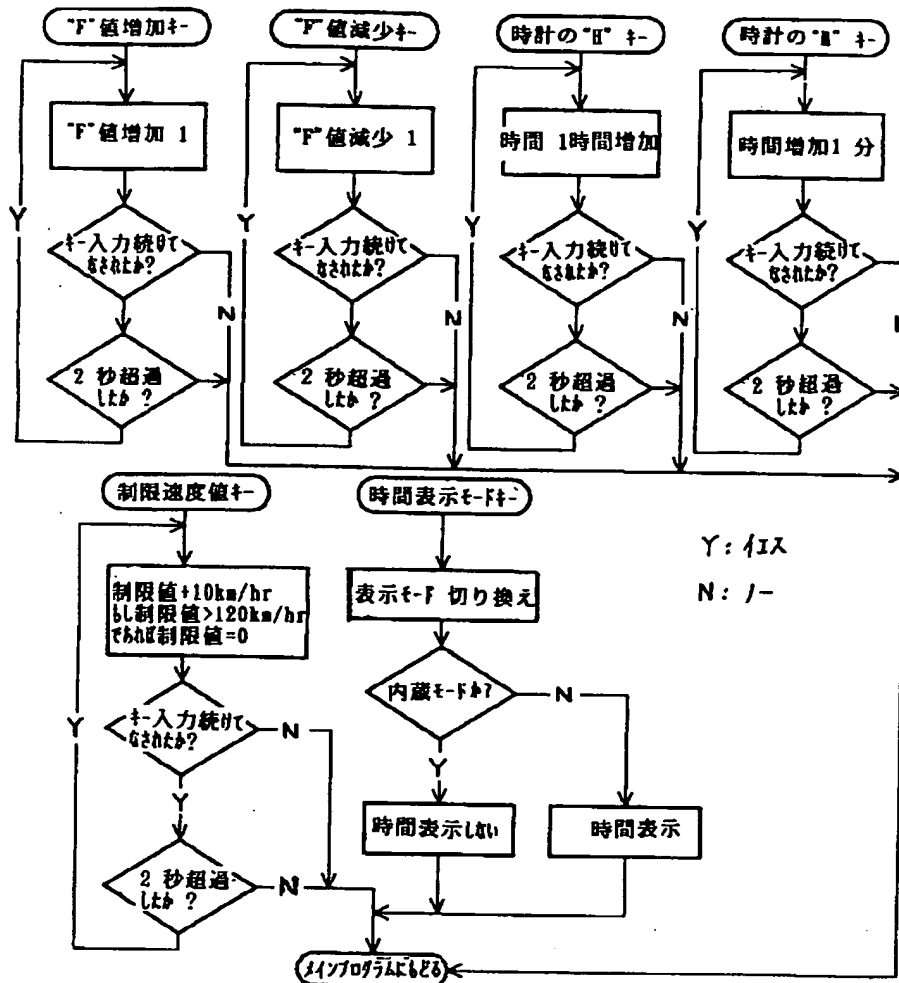 "F"値増加キー
"F"値減少キー
時計の"H" キー
時計の"M" キー
"F"値増加 1
"F"値減少 1
時間 1時間増加
時間増加1 分
Y
Y
Y
Y
キー入力続けて
なされたか?
キー入力続けて
なされたか?
キー入力続けて
なされたか?
キー入力続けて
なされたか?
N
N
N
2 秒超過
したか ?
2 秒超過
したか ?
2 秒超過
したか ?
2 秒超過
したか ?
制限速度値キー
時間表示モードキー
Y: イエス
N: ノー
制限値+10km/hr
もし制限値>120km/hr
であれば制限値=0
表示モード 切り換え
内蔵モードか?
N
Y
キー入力続けて
なされたか?
N
Y
Y
時間表示しない
時間表示
2 秒超過
したか ?
N
メインプログラムにもどる